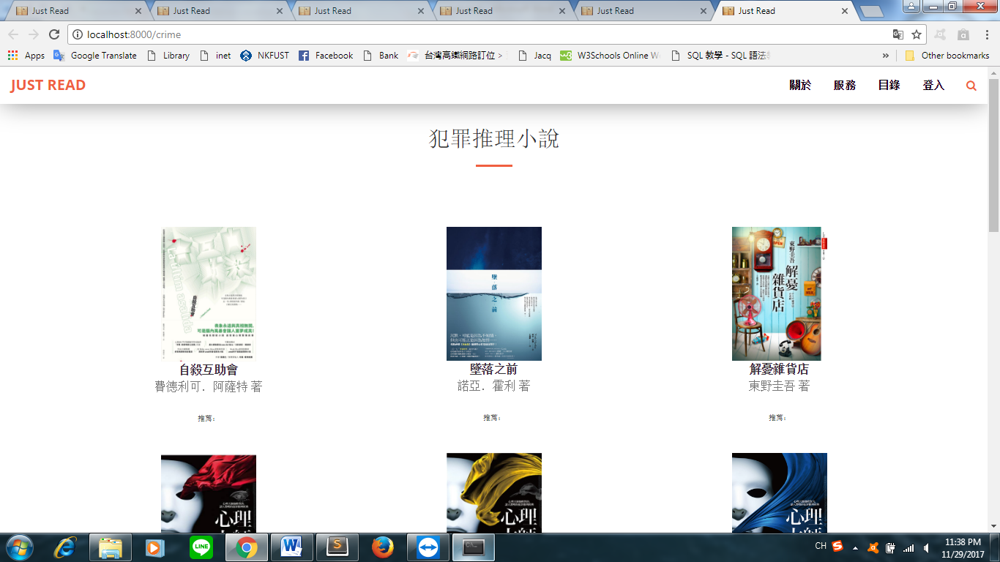 Just Read
Just Read
Just Read
Just Read
Just Read
Just Read
localhost:8000/crime
Apps
Google Translate
Library
inet
NKFUST
Facebook
Bank
台灣高鐵網路訂位 >
Jacq
W3Schools Online W
SQL 教學 - SQL 語法
»
Other bookmarks
JUST READ
關於
服務
目錄
登入
犯罪推理小說
自殺互助會
墜落之前
東野圭吾
解憂
雜貨店
自殺互助會
費德利可．阿薩特 著
推薦：
墜落之前
諾亞．霍利 著
推薦：
解憂雜貨店
東野圭吾 著
推薦：
心理
心理
心理
CH
11:38 PM
11/29/2017